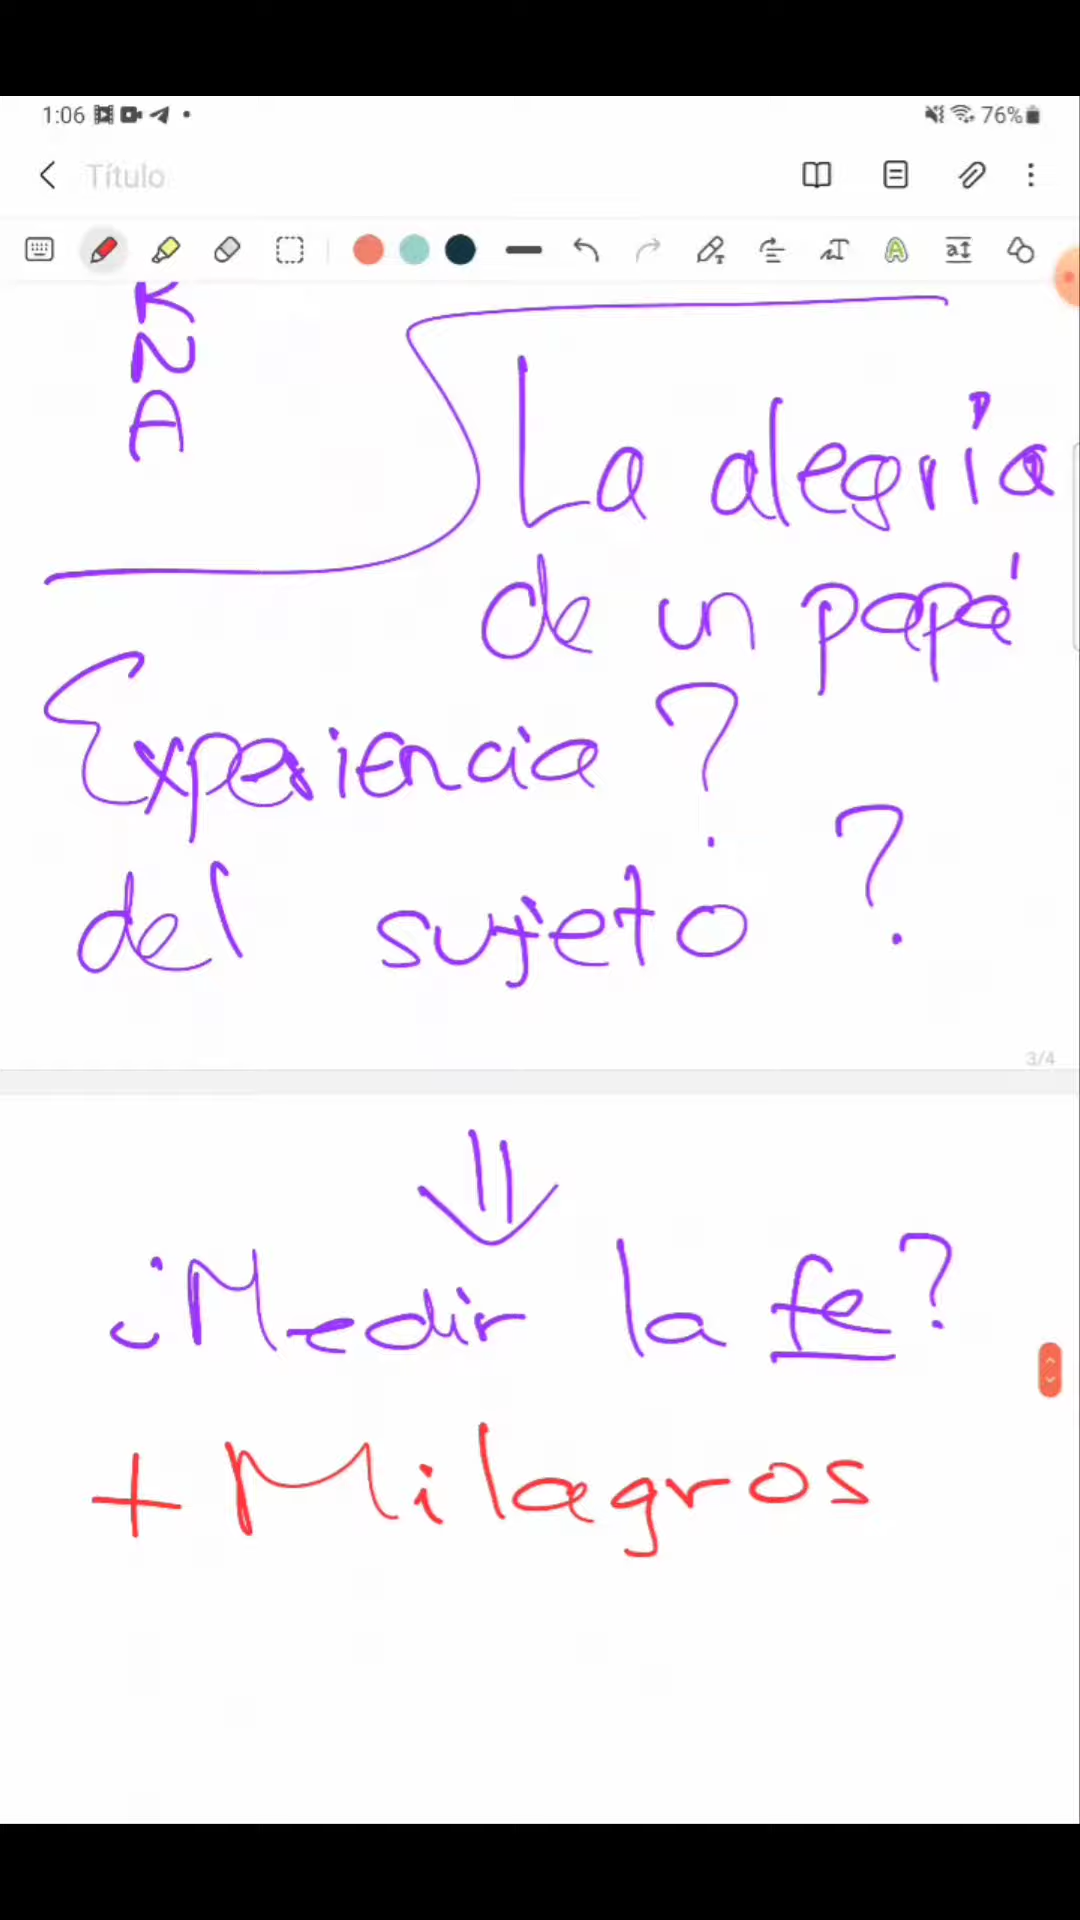 1:06
76%
Título
K
N
A
La alegría
de un papá
Experiencia ?
del sujeto ?
3/4
¿Medir la fe?
+ Milagros